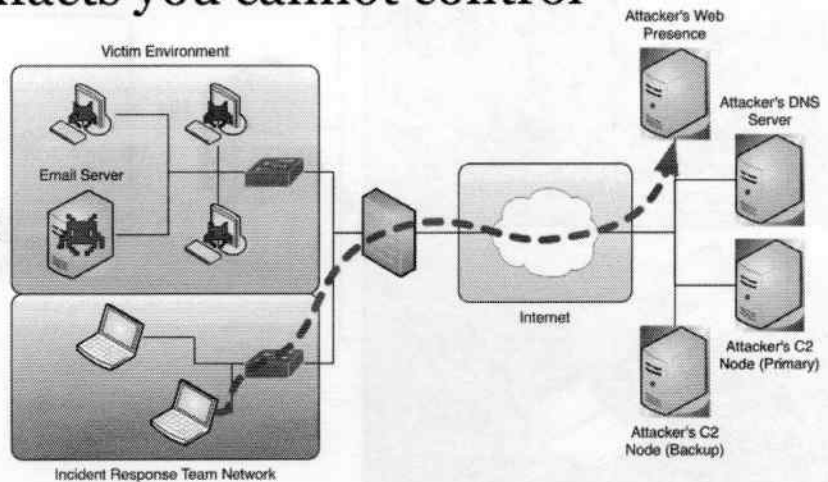 you cannot control
Victim Environment
Email Server
Incident Response Team Network
Internet
Attacker's Web
Presence
Attacker's DNS
Server
Attacker's C2
Node (Primary)
Attacker's C2
Node (Backup)